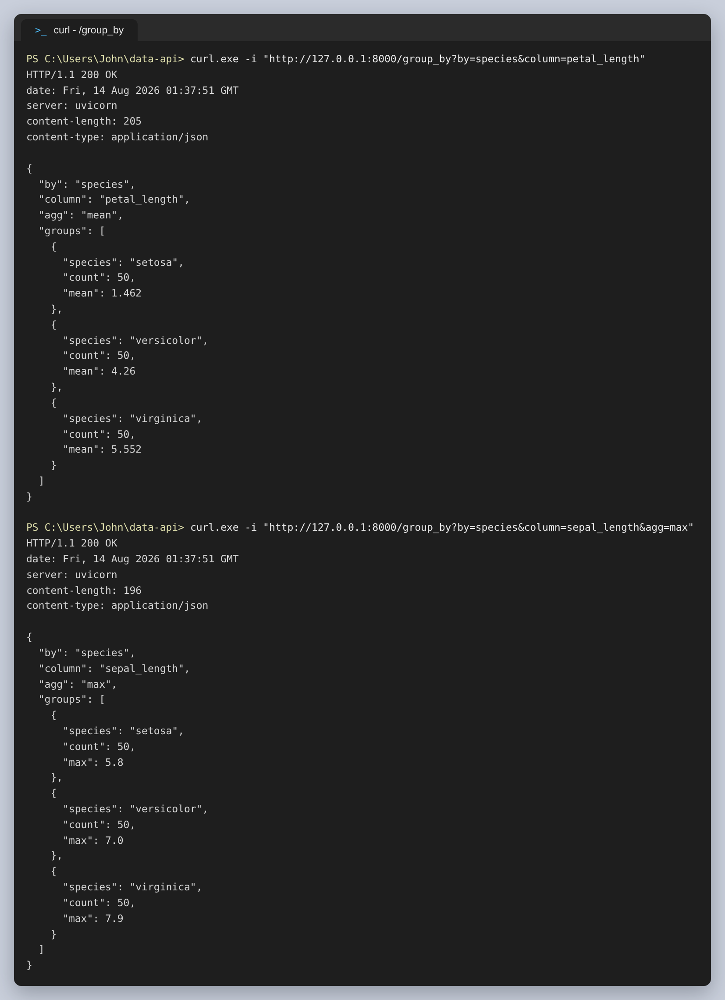 >_ curl - /group_by
PS C:\Users\John\data-api> curl.exe -i "http://127.0.0.1:8000/group_by?by=species&column=petal_length"
HTTP/1.1 200 OK
date: Fri, 14 Aug 2026 01:37:51 GMT
server: uvicorn
content-length: 205
content-type: application/json

{
  "by": "species",
  "column": "petal_length",
  "agg": "mean",
  "groups": [
    {
      "species": "setosa",
      "count": 50,
      "mean": 1.462
    },
    {
      "species": "versicolor",
      "count": 50,
      "mean": 4.26
    },
    {
      "species": "virginica",
      "count": 50,
      "mean": 5.552
    }
  ]
}

PS C:\Users\John\data-api> curl.exe -i "http://127.0.0.1:8000/group_by?by=species&column=sepal_length&agg=max"
HTTP/1.1 200 OK
date: Fri, 14 Aug 2026 01:37:51 GMT
server: uvicorn
content-length: 196
content-type: application/json

{
  "by": "species",
  "column": "sepal_length",
  "agg": "max",
  "groups": [
    {
      "species": "setosa",
      "count": 50,
      "max": 5.8
    },
    {
      "species": "versicolor",
      "count": 50,
      "max": 7.0
    },
    {
      "species": "virginica",
      "count": 50,
      "max": 7.9
    }
  ]
}